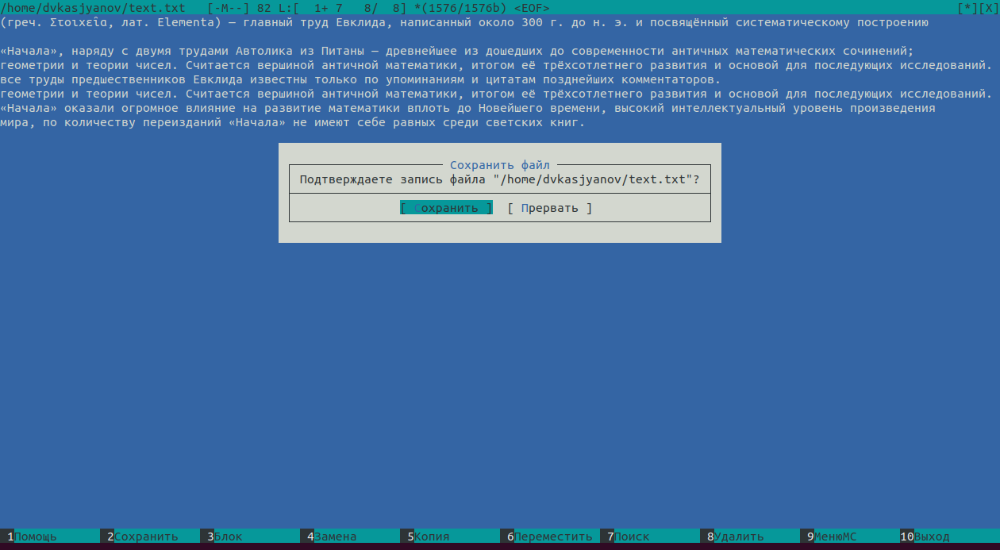 /home/dvkasjyanov/text.txt [-M--] 82 L:[ 1+ 7 8/ 8] *(1576/1576b) <EOF> [*][X]
(греч. Στοιχεῖα, лат. Elementa) — главный труд Евклида, написанный около 300 г. до н. э. и посвящённый систематическому построению
«Начала», наряду с двумя трудами Автолика из Питаны — древнейшее из дошедших до современности античных математических сочинений;
геометрии и теории чисел. Считается вершиной античной математики, итогом её трёхсотлетнего развития и основой для последующих исследований.
все труды предшественников Евклида известны только по упоминаниям и цитатам позднейших комментаторов.
геометрии и теории чисел. Считается вершиной античной математики, итогом её трёхсотлетнего развития и основой для последующих исследований.
«Начала» оказали огромное влияние на развитие математики вплоть до Новейшего времени, высокий интеллектуальный уровень произведения
мира, по количеству переизданий «Начала» не имеют себе равных среди светских книг.
Сохранить файл
Подтверждаете запись файла "/home/dvkasjyanov/text.txt"?
[ Сохранить ] [ Прервать ]
1Помощь 2Сохранить 3Блок 4Замена 5Копия 6Переместить 7Поиск 8Удалить 9МенюMC 10Выход